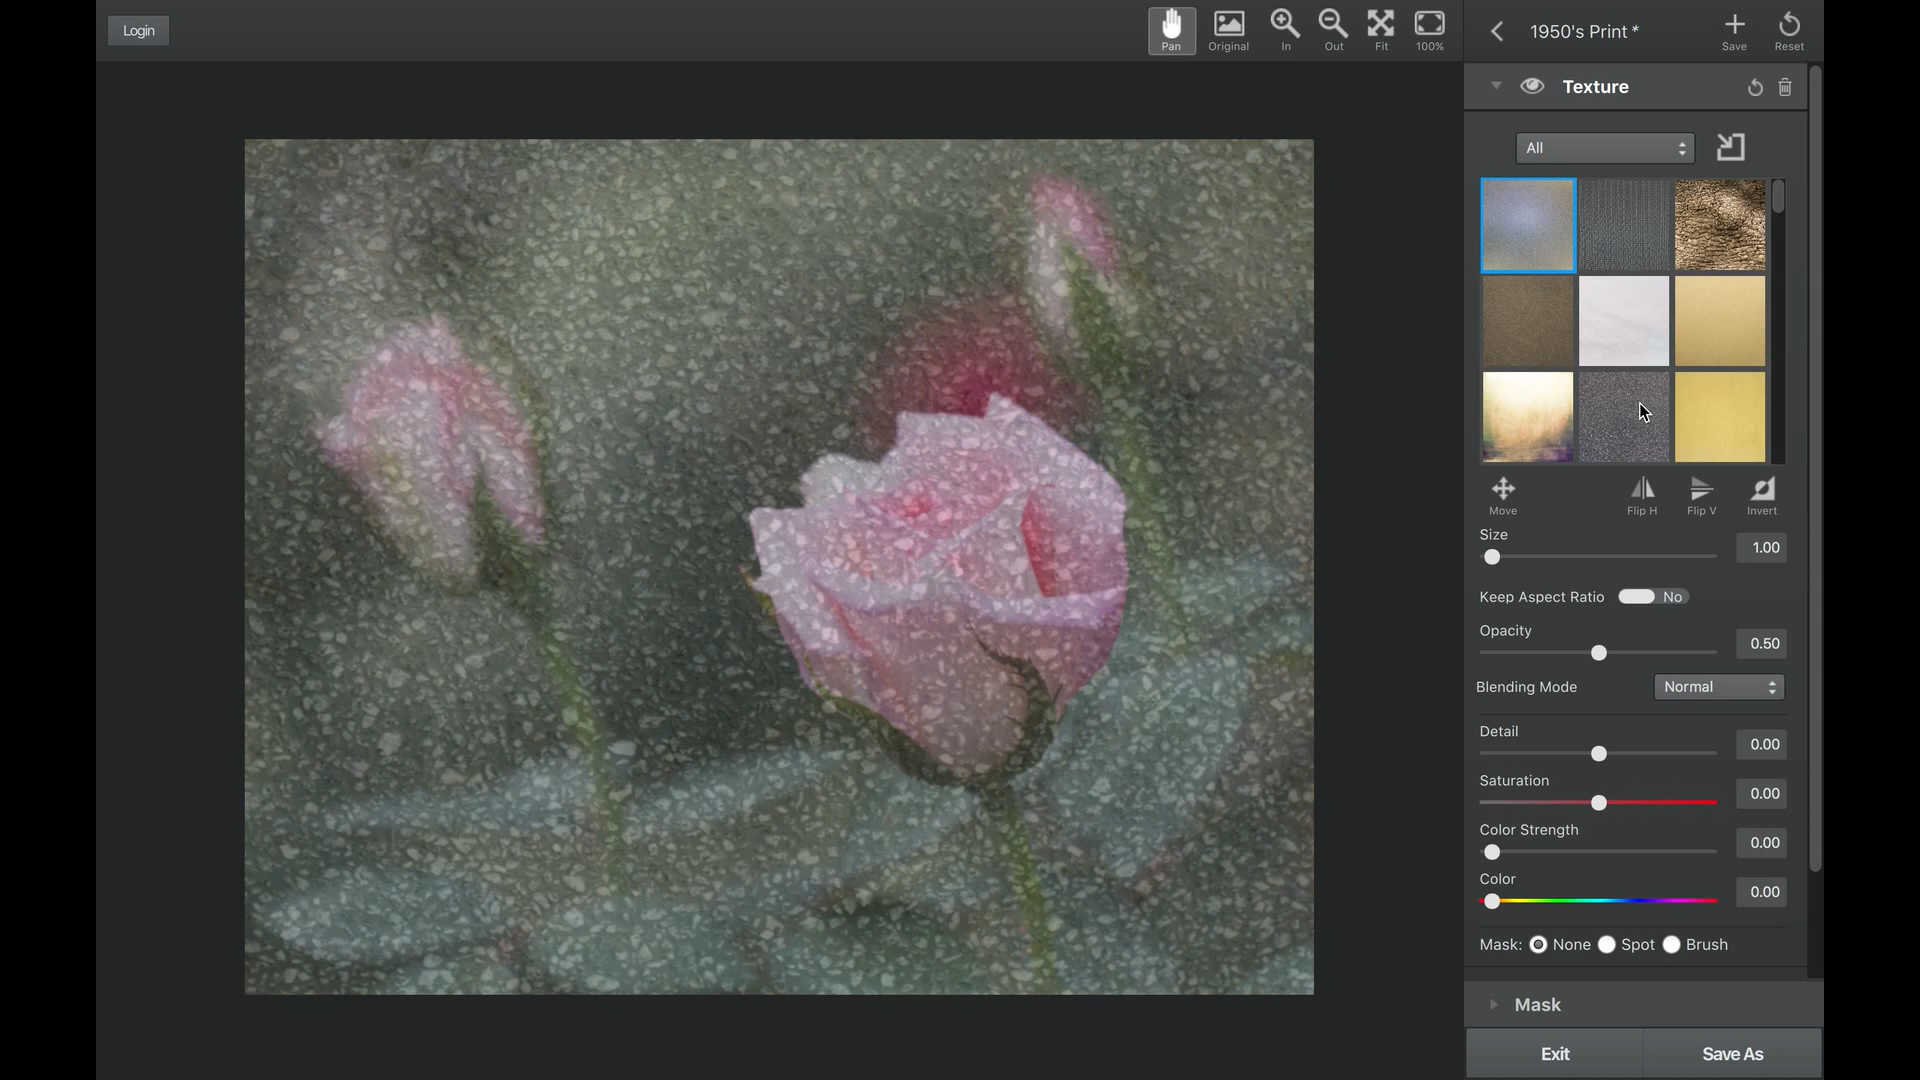 Login
Pan
Original
In
Out
Fit
100%
1950's Print *
Save
Reset
Texture
All
Move
Flip H
Flip V
Invert
Size
1.00
Keep Aspect Ratio No
Opacity
0.50
Blending Mode Normal
Detail
0.00
Saturation
0.00
Color Strength
0.00
Color
0.00
Mask: None Spot Brush
Mask
Exit
Save As